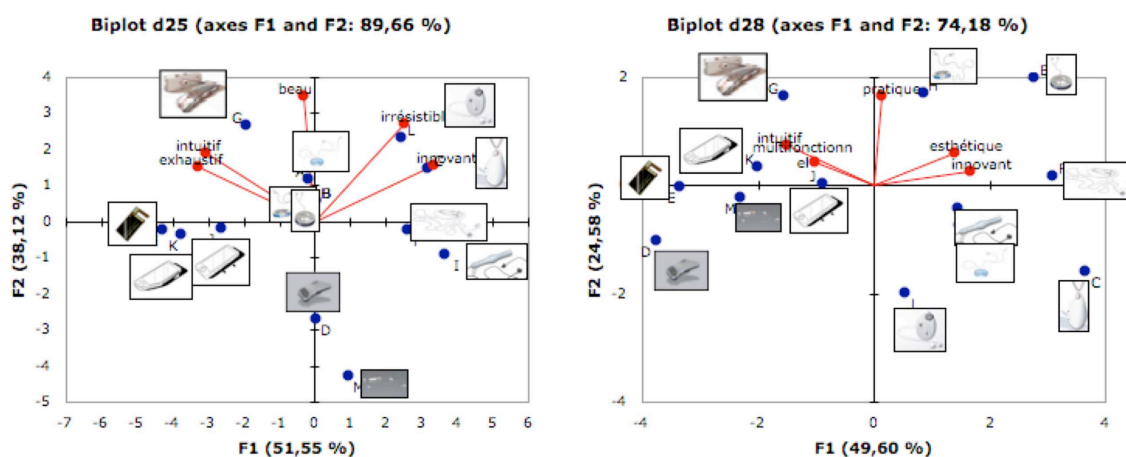 Biplot d25 (axes F1 and F2: 89,66 %)
4
3
2
1
0
-1
-2
-3
-4
-5
F2 (38,12 %)
beau
G
irrésistibl
L
intuitif
exhaustif
innovant
A
B
K
I
D
M
-7 -6 -5 -4 -3 -2 -1 0 1 2 3 4 5 6 7
F1 (51,55 %)
Biplot d28 (axes F1 and F2: 74,18 %)
2
0
-2
-4
F2 (24,58 %)
G
pratique
H
intuitif
multifonctionn
el
esthétique
innovant
K
J
E
M
D
C
-4 -2 0 2 4
F1 (49,60 %)